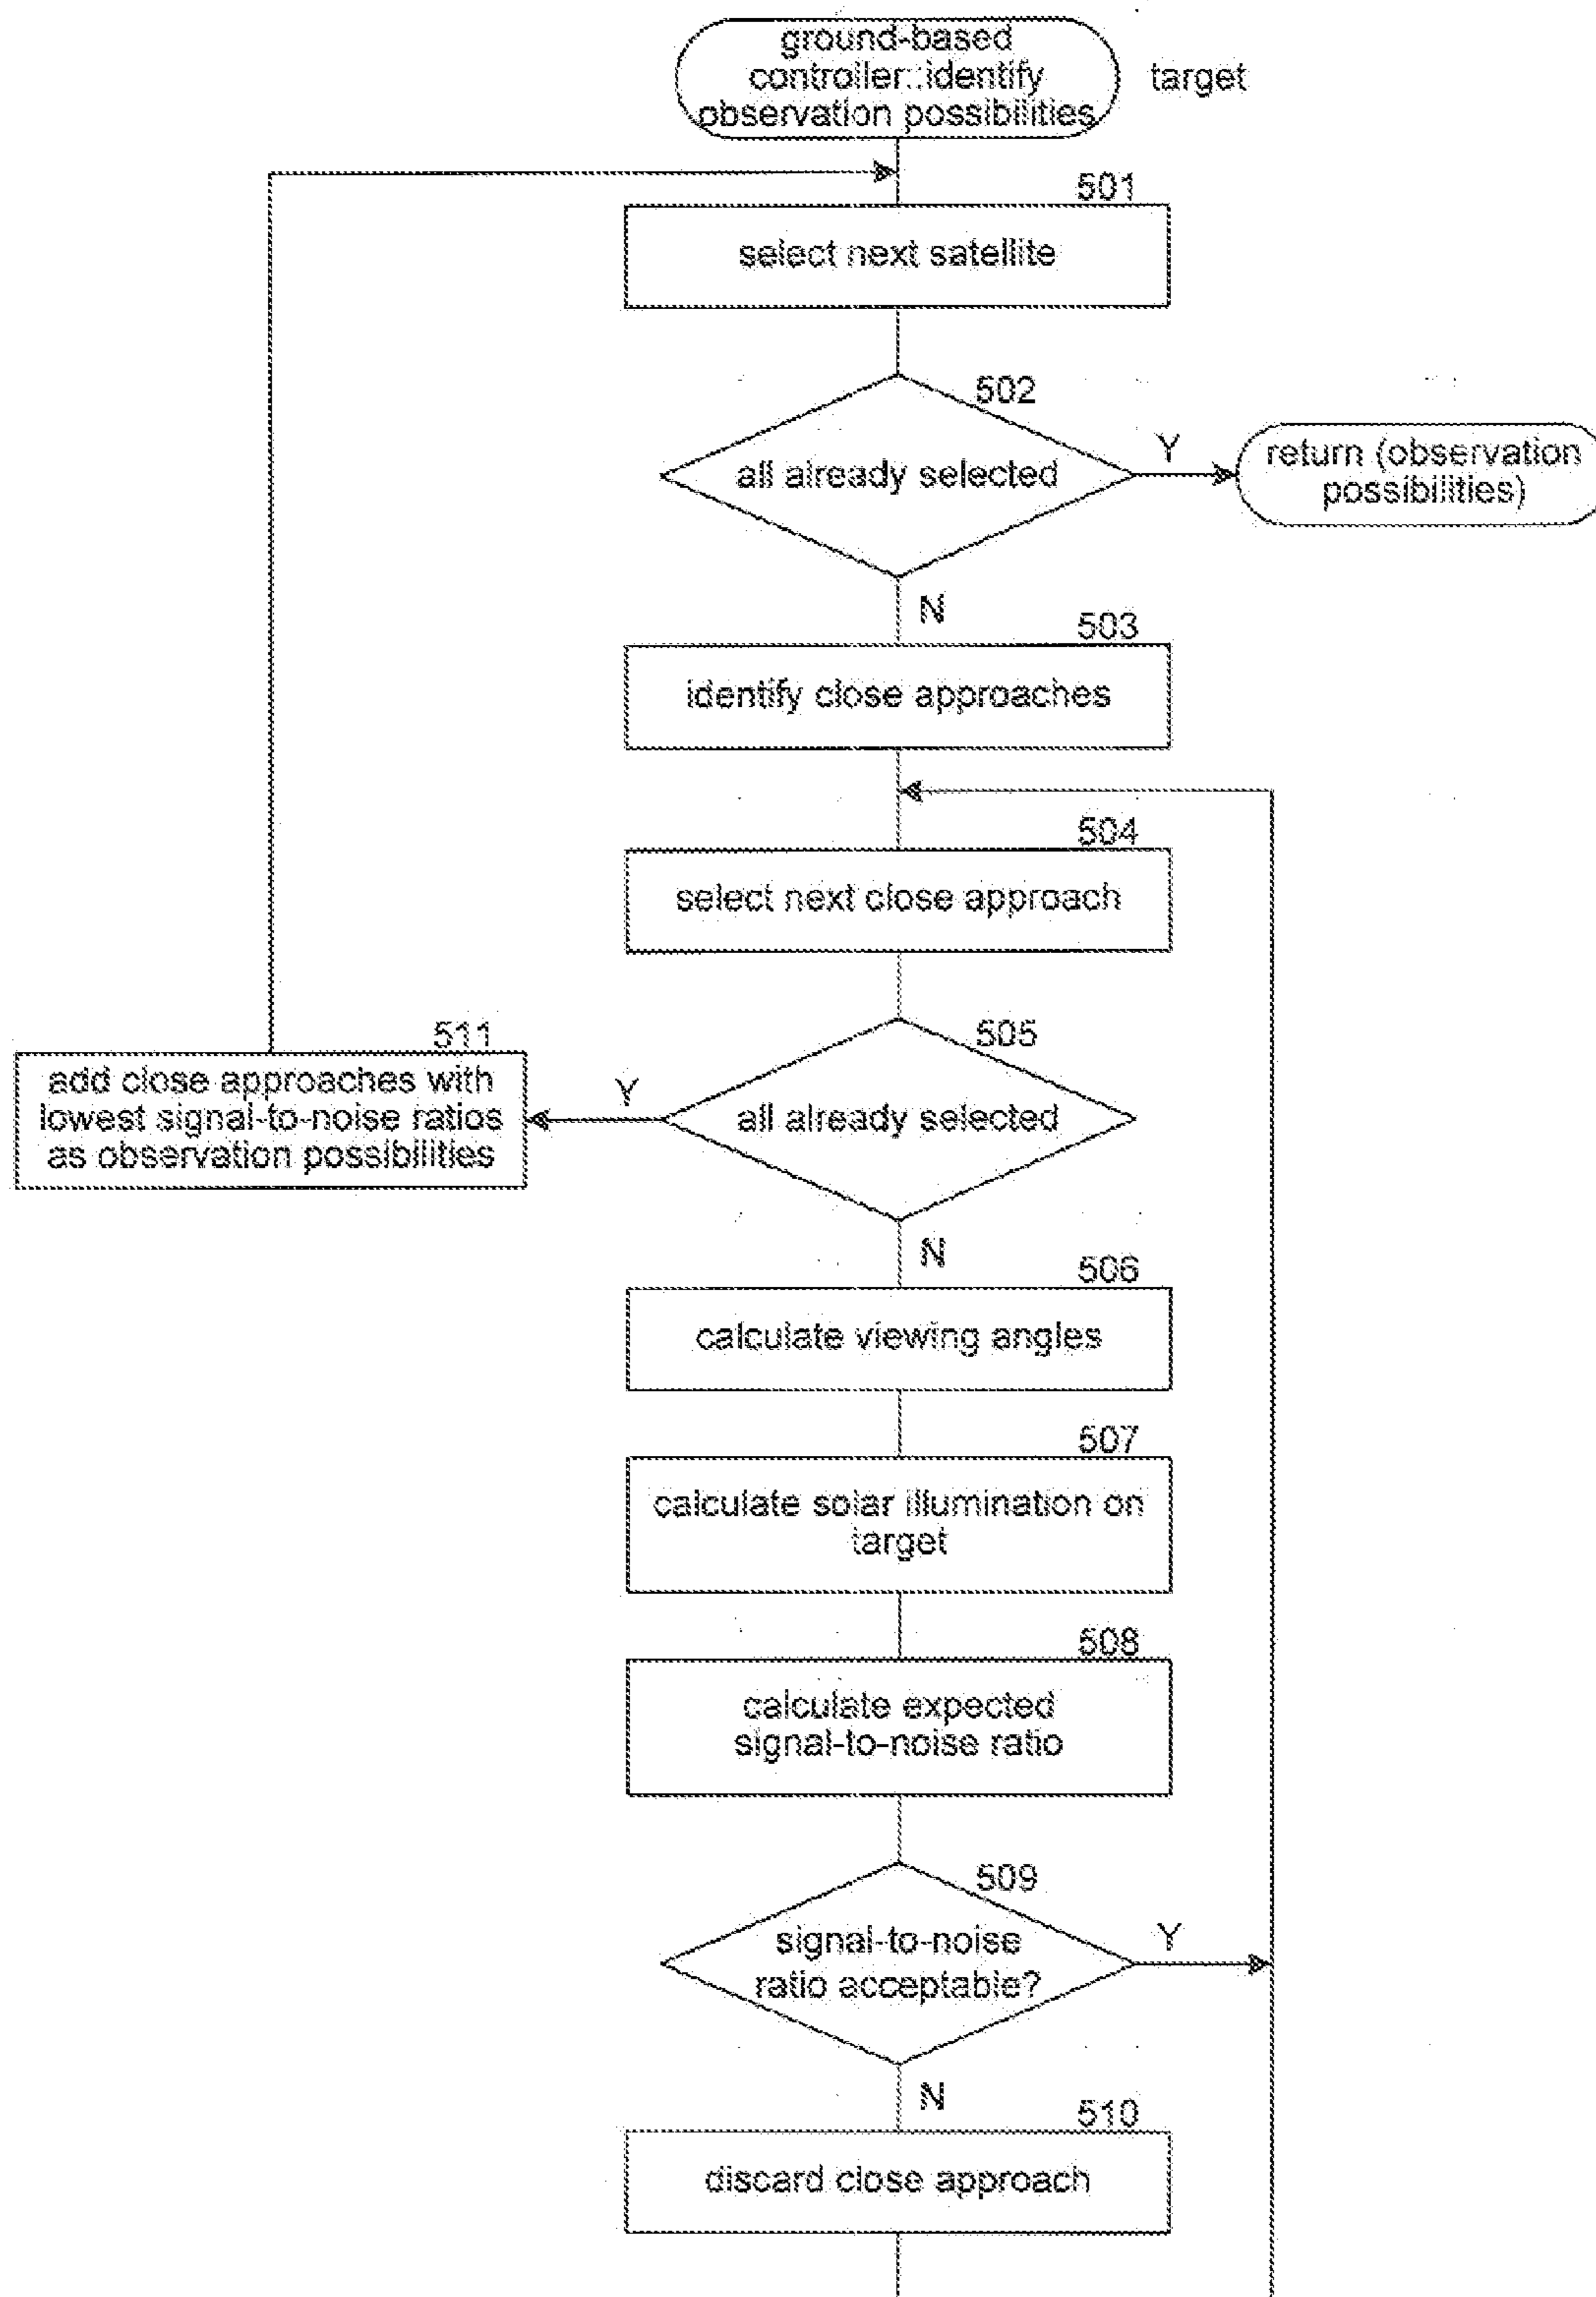 ground-based
controller::identify
observation possibilities
target
501
select next satellite
502
all already selected
Y
return (observation
possibilities)
N
503
identify close approaches
504
select next close approach
505
all already selected
Y
511
add close approaches with
lowest signal-to-noise ratios
as observation possibilities
N
506
calculate viewing angles
507
calculate solar illumination on
target
508
calculate expected
signal-to-noise ratio
509
signal-to-noise
ratio acceptable?
Y
N
510
discard close approach